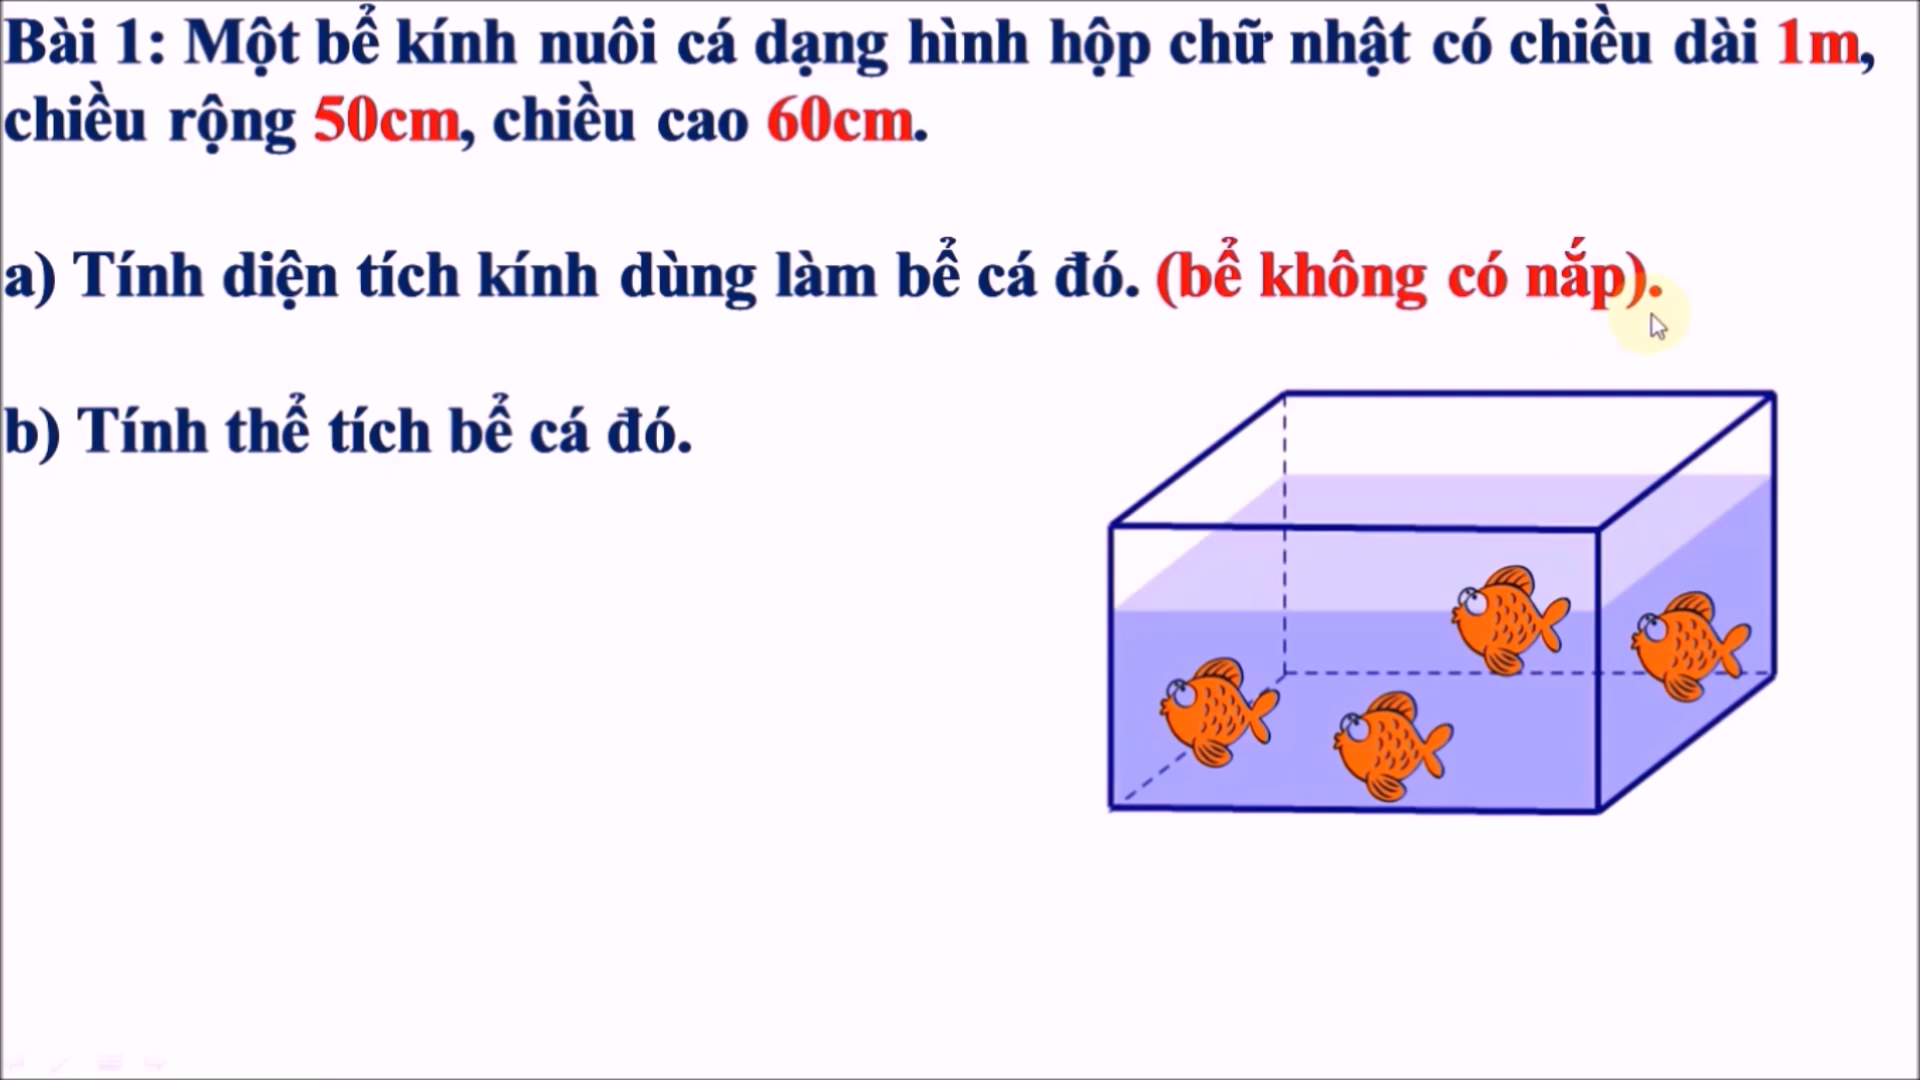 Bài 1: Một bể kính nuôi cá dạng hình hộp chữ nhật có chiều dài 1m,
chiều rộng 50cm, chiều cao 60cm.
a) Tính diện tích kính dùng làm bể cá đó. (bể không có nắp).
b) Tính thể tích bể cá đó.